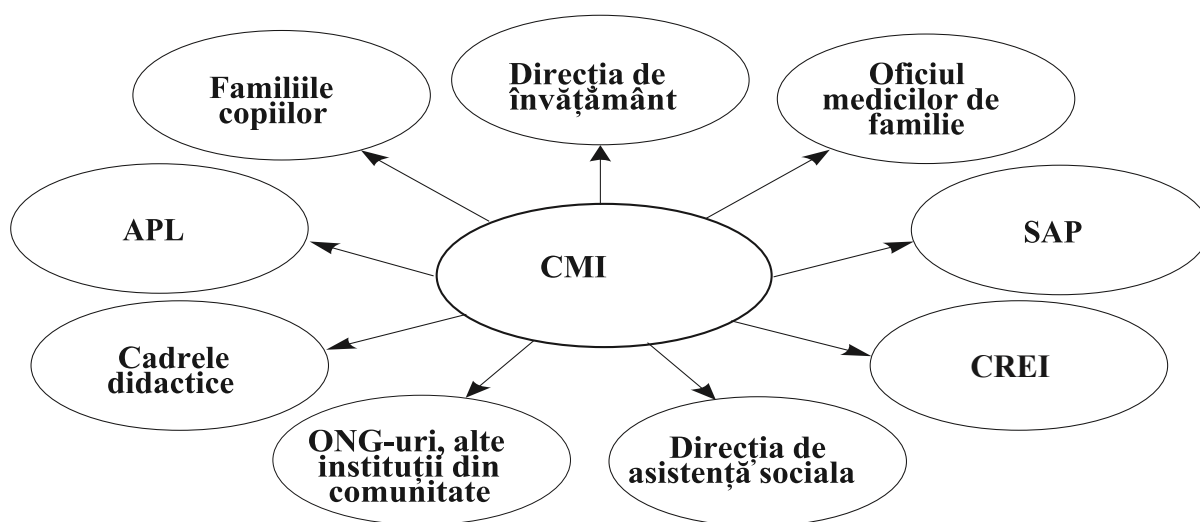 Familiile
copiilor
Direcția de
învățământ
Oficiul
medicilor de
familie
APL
CMI
SAP
Cadrele
didactice
CREI
ONG-uri, alte
instituții din
comunitate
Direcția de
asistență sociala